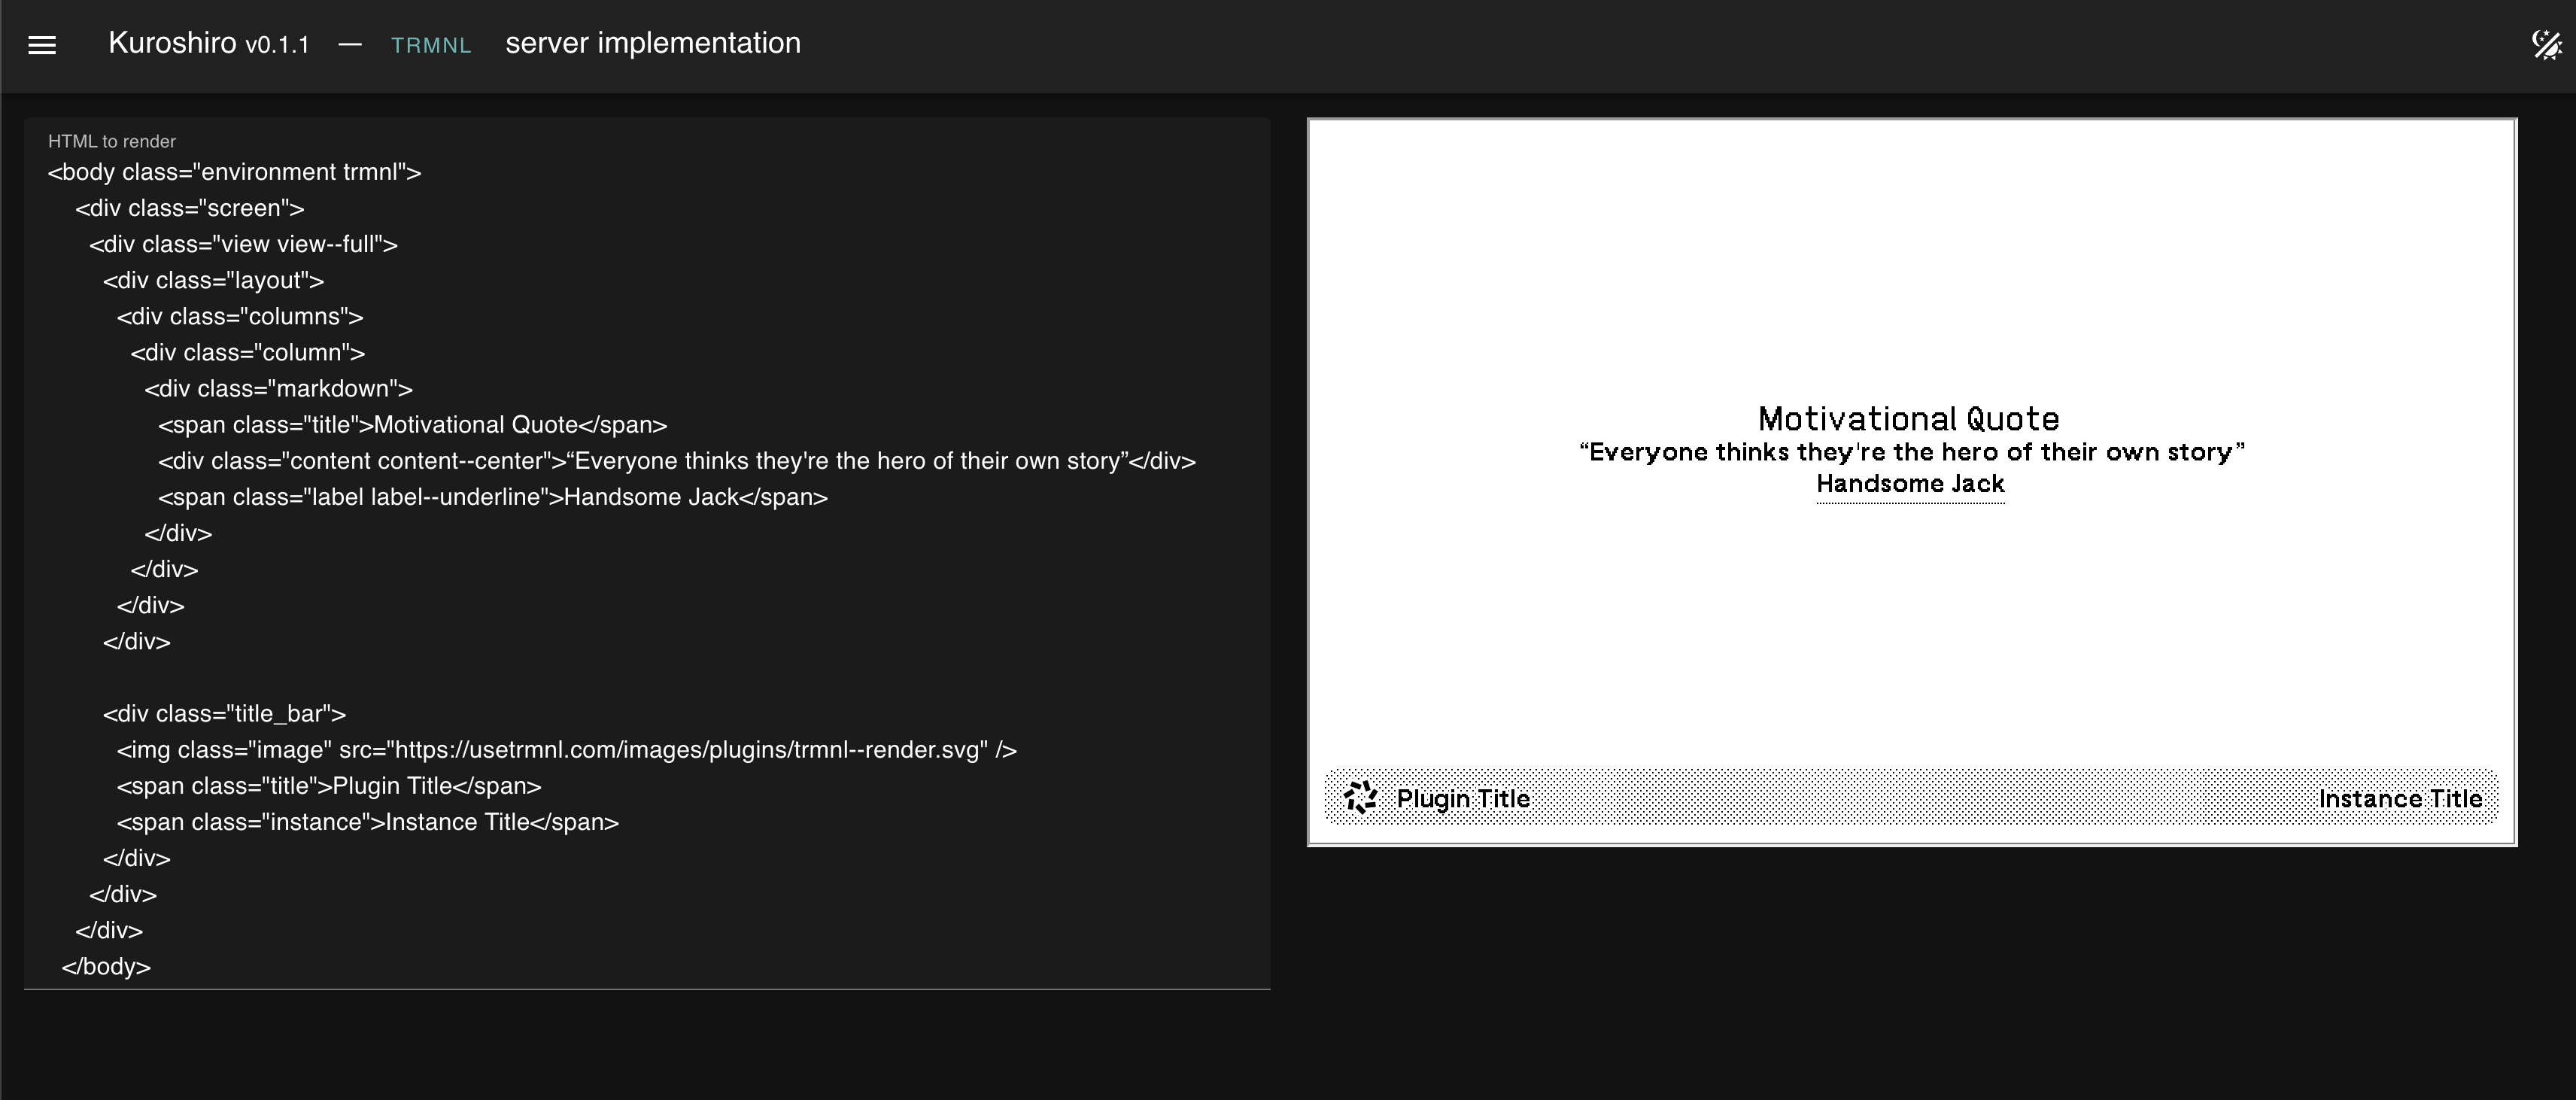 Kuroshiro v0.1.1 — TRMNL server implementation
HTML to render
<body class="environment trmnl">
<div class="screen">
<div class="view view--full">
<div class="layout">
<div class="columns">
<div class="column">
<div class="markdown">
<span class="title">Motivational Quote</span>
<div class="content content--center">“Everyone thinks they're the hero of their own story”</div>
<span class="label label--underline">Handsome Jack</span>
</div>
</div>
</div>
</div>
<div class="title_bar">
<img class="image" src="https://usetrmnl.com/images/plugins/trmnl--render.svg" />
<span class="title">Plugin Title</span>
<span class="instance">Instance Title</span>
</div>
</div>
</div>
</body>
Motivational Quote
“Everyone thinks they're the hero of their own story”
Handsome Jack
Plugin Title
Instance Title